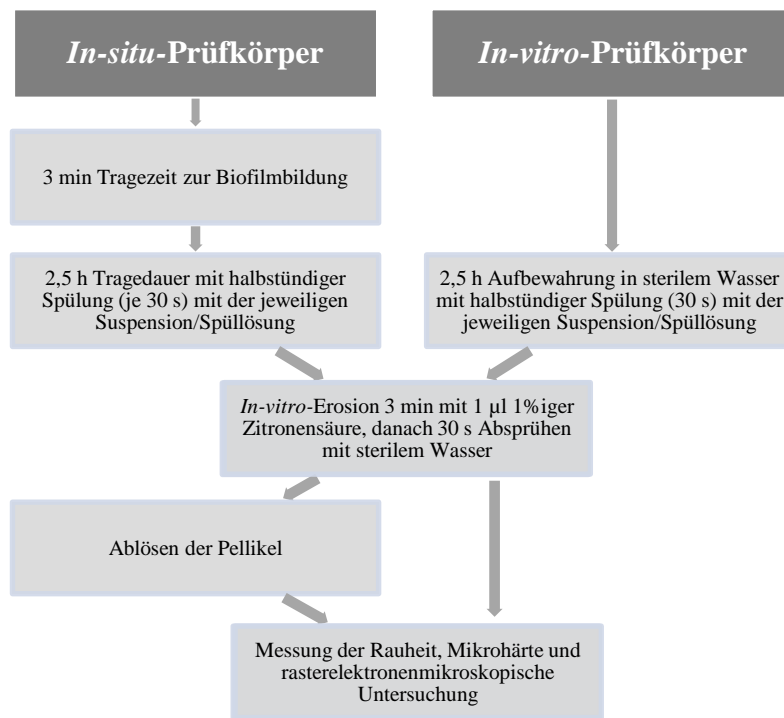 In-situ-Prüfkörper
In-vitro-Prüfkörper
3 min Tragezeit zur Biofilmbildung
2,5 h Tragedauer mit halbstündiger
Spülung (je 30 s) mit der jeweiligen
Suspension/Spüllösung
2,5 h Aufbewahrung in sterilem Wasser
mit halbstündiger Spülung (30 s) mit der
jeweiligen Suspension/Spüllösung
In-vitro-Erosion 3 min mit 1 µl 1%iger
Zitronensäure, danach 30 s Absprühen
mit sterilem Wasser
Ablösen der Pellikel
Messung der Rauheit, Mikrohärte und
rasterelektronenmikroskopische
Untersuchung